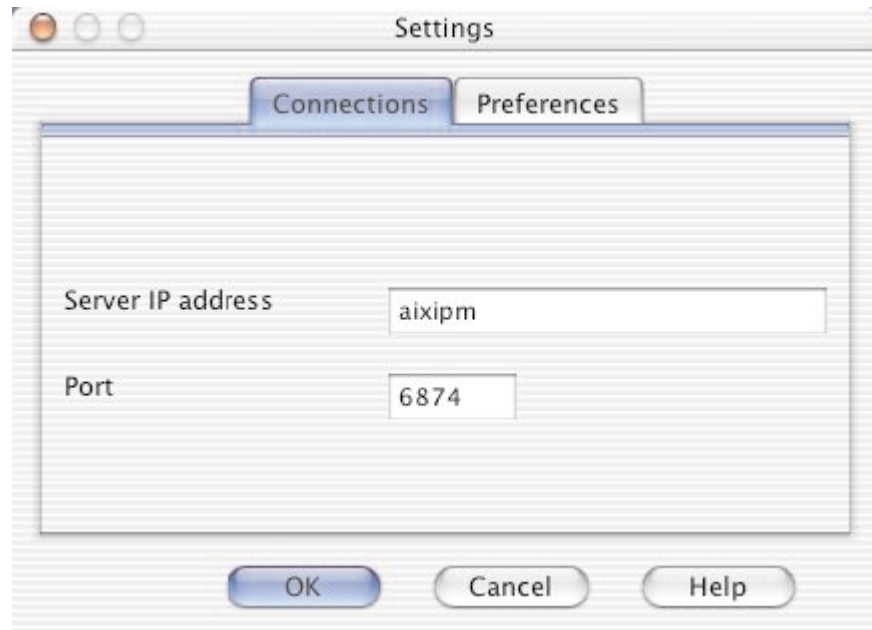 Settings
Connections Preferences
Server IP address aixipm
Port 6874
OK Cancel Help